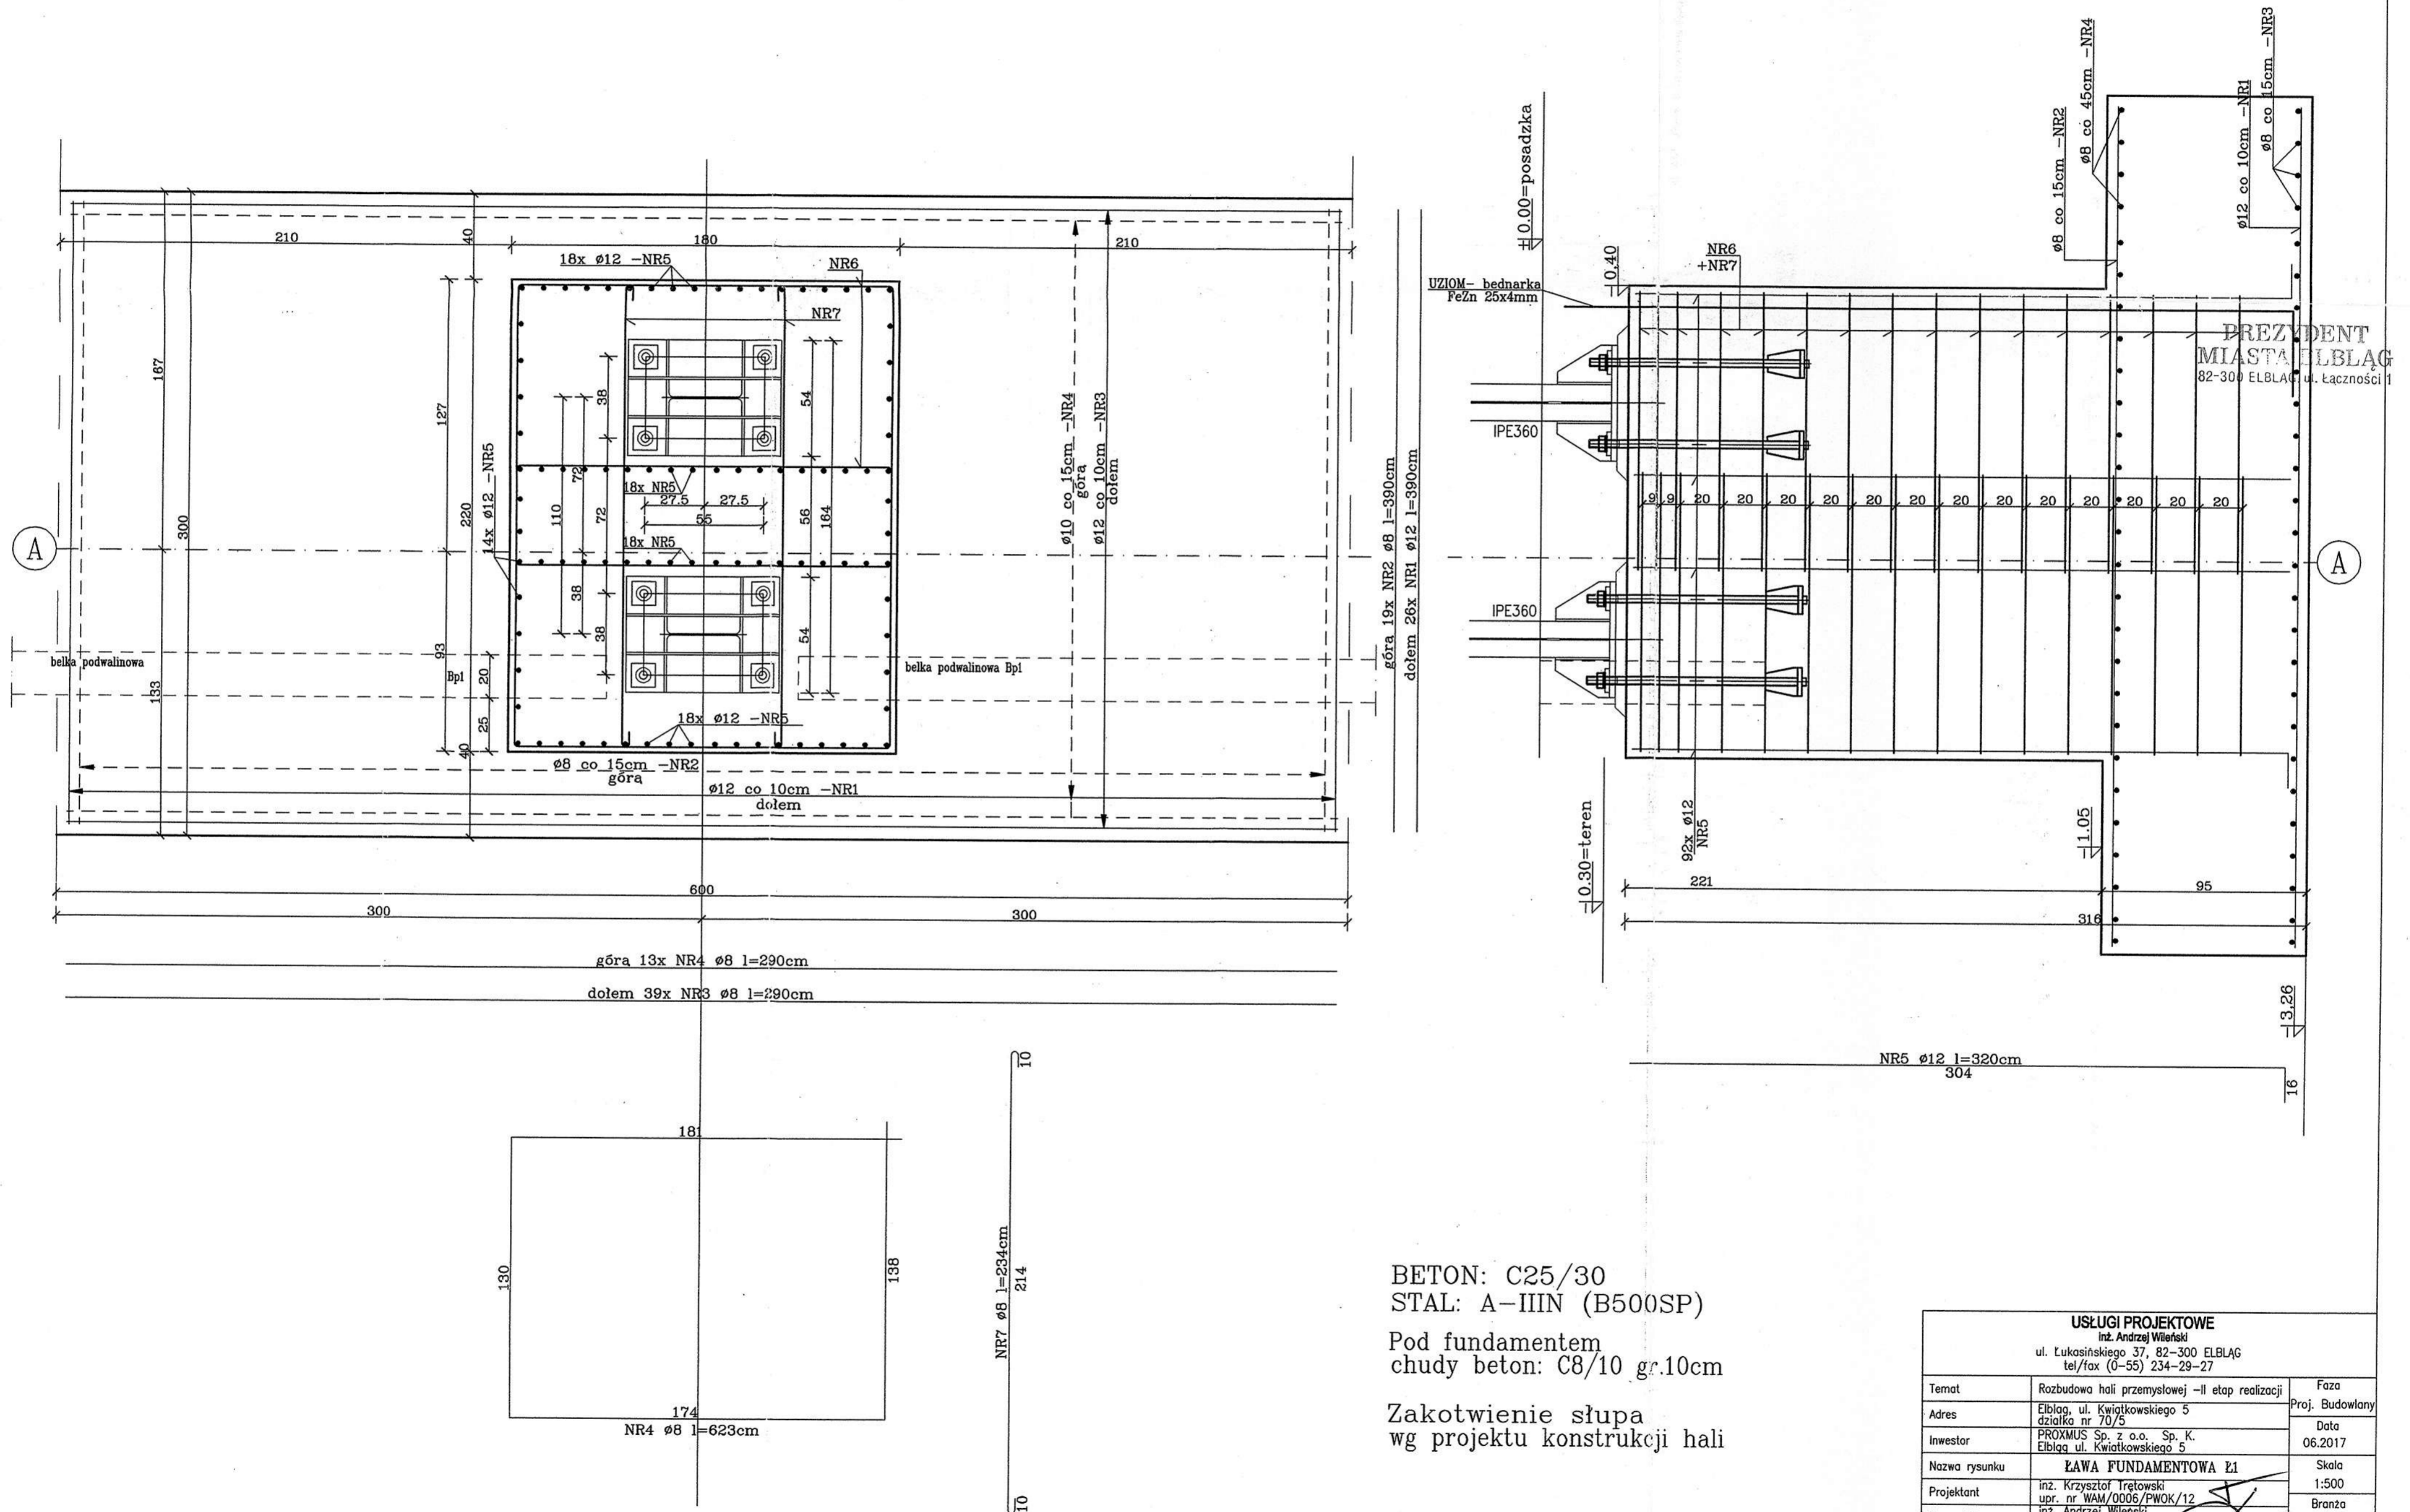 210
40
180
210
18x ø12 -NR5
NR6
NR7
167
300
127
220
14x ø12 -NR5
38
54
72
110
72
18x NR5
27.5
27.5
55
56
164
18x NR5
38
38
54
93
133
20
25
40
A
belka podwalinowa
Bp1
belka podwalinowa Bp1
18x ø12 -NR5
ø8 co 15cm -NR2
góra
ø12 co 10cm -NR1
dołem
ø10 co 15cm -NR4
góra
ø12 co 10cm -NR3
dołem
góra 19x NR2 ø8 l=390cm
dołem 26x NR1 ø12 l=390cm
600
300
300
góra 13x NR4 ø8 l=290cm
dołem 39x NR3 ø8 l=290cm
±0.00=posadzka
-0,40
UZIOM- bednarka
FeZn 25x4mm
NR6
+NR7
ø8 co 15cm -NR2
ø8 co 45cm -NR4
ø12 co 10cm -NR1
ø8 co 15cm -NR3
PREZYDENT
MIASTA ELBLĄG
82-300 ELBLĄG, ul. Łączności 1
IPE360
IPE360
9 9 20 20 20 20 20 20 20 20 20 20 20 20 20
A
92x ø12
NR5
-0.30=teren
-1.05
221
95
316
-3,26
NR5 ø12 l=320cm
304
16
181
130
138
174
NR4 ø8 l=623cm
10
NR7 ø8 l=234cm
214
10
BETON: C25/30
STAL: A-IIIN (B500SP)
Pod fundamentem
chudy beton: C8/10 gr.10cm
Zakotwienie słupa
wg projektu konstrukcji hali
USŁUGI PROJEKTOWE
inż. Andrzej Wileński
ul. Łukasińskiego 37, 82-300 ELBLĄG
tel/fax (0-55) 234-29-27
Temat Rozbudowa hali przemysłowej -II etap realizacji
Faza
Proj. Budowlany
Adres Elbląg, ul. Kwiatkowskiego 5
działka nr 70/5
Data
06.2017
Inwestor PROXMUS Sp. z o.o. Sp. K.
Elbląg ul. Kwiatkowskiego 5
Nazwa rysunku ŁAWA FUNDAMENTOWA Ł1
Skala
1:500
Projektant inż. Krzysztof Trętowski
upr. nr WAM/0006/PWOK/12
Branża
inż. Andrzej Wileński